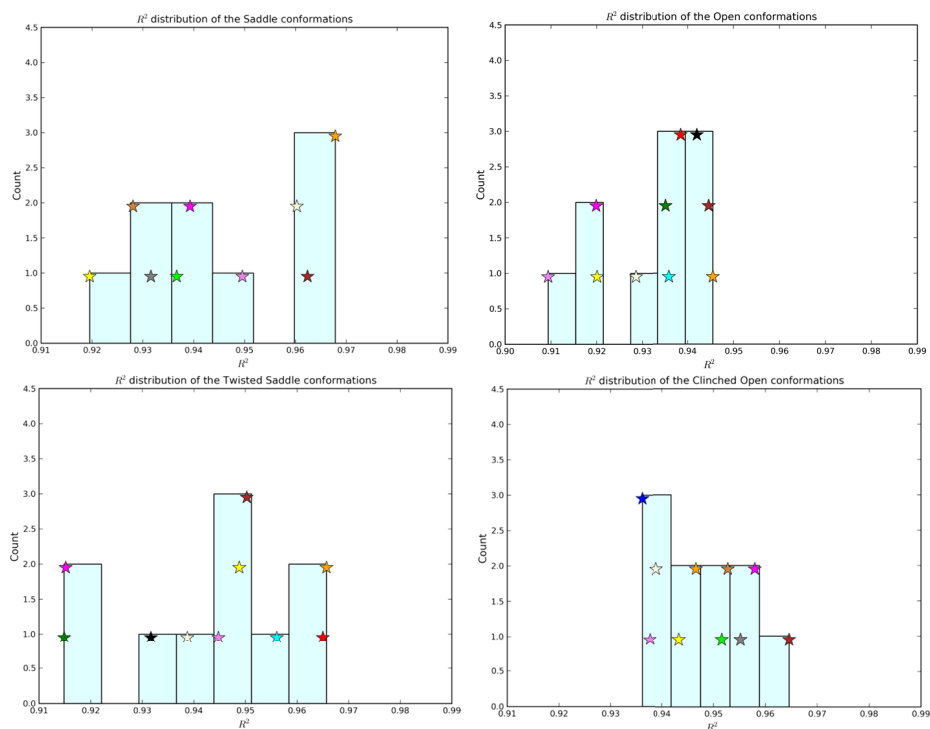 R² distribution of the Saddle conformations
4.5
4.0
3.5
3.0
2.5
2.0
1.5
1.0
0.5
0.0
Count
0.91 0.92 0.93 0.94 0.95 0.96 0.97 0.98 0.99
R²
R² distribution of the Open conformations
4.5
4.0
3.5
3.0
2.5
2.0
1.5
1.0
0.5
0.0
Count
0.90 0.91 0.92 0.93 0.94 0.95 0.96 0.97 0.98 0.99
R²
R² distribution of the Twisted Saddle conformations
4.5
4.0
3.5
3.0
2.5
2.0
1.5
1.0
0.5
0.0
Count
0.91 0.92 0.93 0.94 0.95 0.96 0.97 0.98 0.99
R²
R² distribution of the Clinched Open conformations
4.5
4.0
3.5
3.0
2.5
2.0
1.5
1.0
0.5
0.0
Count
0.91 0.92 0.93 0.94 0.95 0.96 0.97 0.98 0.99
R²